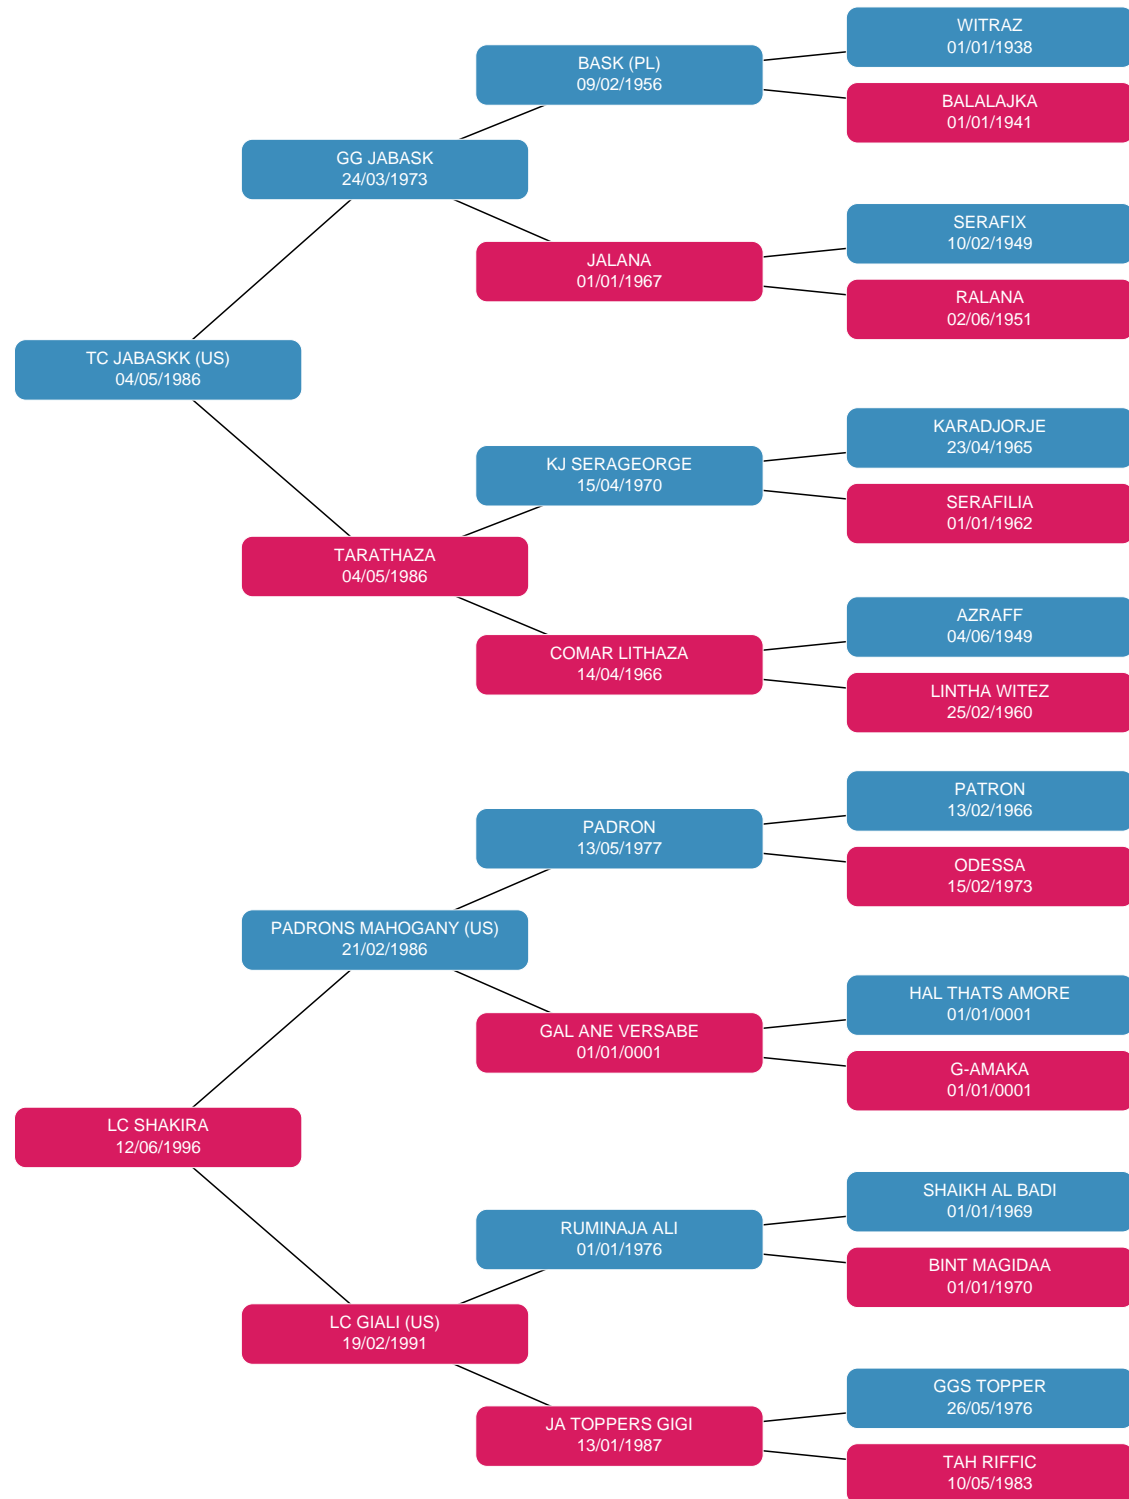 WITRAZ
01/01/1938
BASK (PL)
09/02/1956
BALALAJKA
01/01/1941
GG JABASK
24/03/1973
SERAFIX
10/02/1949
JALANA
01/01/1967
RALANA
02/06/1951
TC JABASKK (US)
04/05/1986
KARADJORJE
23/04/1965
KJ SERAGEORGE
15/04/1970
SERAFILIA
01/01/1962
TARATHAZA
04/05/1986
AZRAFF
04/06/1949
COMAR LITHAZA
14/04/1966
LINTHA WITEZ
25/02/1960
PATRON
13/02/1966
PADRON
13/05/1977
ODESSA
15/02/1973
PADRONS MAHOGANY (US)
21/02/1986
HAL THATS AMORE
01/01/0001
GAL ANE VERSABE
01/01/0001
G-AMAKA
01/01/0001
LC SHAKIRA
12/06/1996
SHAIKH AL BADI
01/01/1969
RUMINAJA ALI
01/01/1976
BINT MAGIDAA
01/01/1970
LC GIALI (US)
19/02/1991
GGS TOPPER
26/05/1976
JA TOPPERS GIGI
13/01/1987
TAH RIFFIC
10/05/1983